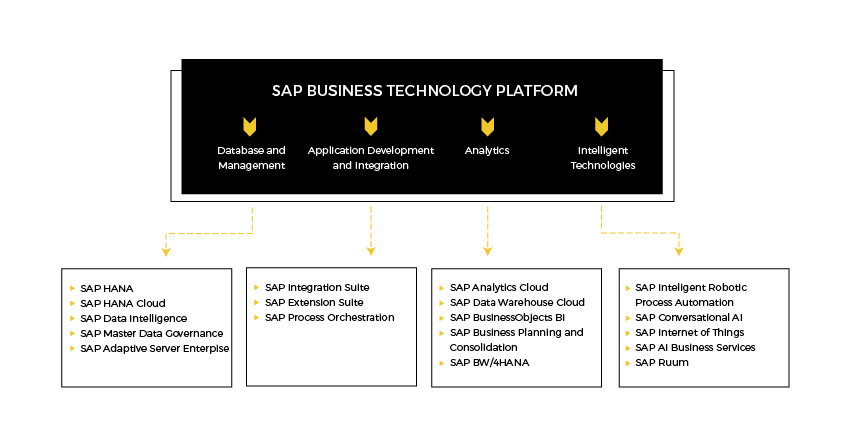 SAP BUSINESS TECHNOLOGY PLATFORM
Database and
Management
Application Development
and Integration
Analytics
Intelligent
Technologies
SAP HANA
SAP HANA Cloud
SAP Data Intelligence
SAP Master Data Governance
SAP Adaptive Server Enterpise
SAP Integration Suite
SAP Extension Suite
SAP Process Orchestration
SAP Analytics Cloud
SAP Data Warehouse Cloud
SAP BusinessObjects BI
SAP Business Planning and
Consolidation
SAP BW/4HANA
SAP Inteligent Robotic
Process Automation
SAP Conversational AI
SAP Internet of Things
SAP AI Business Services
SAP Ruum